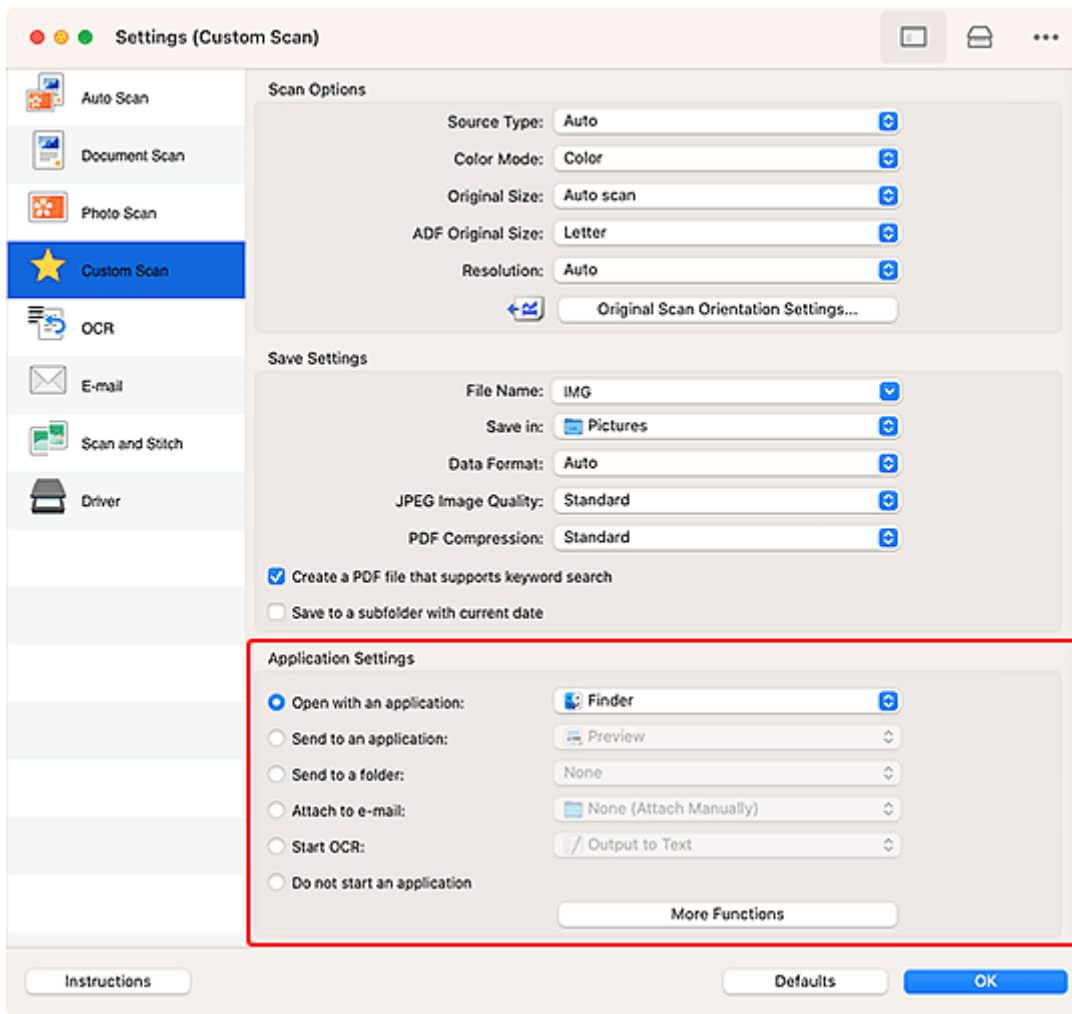 Settings (Custom Scan)
Auto Scan
Document Scan
Photo Scan
Custom Scan
OCR
E-mail
Scan and Stitch
Driver
Scan Options
Source Type: Auto
Color Mode: Color
Original Size: Auto scan
ADF Original Size: Letter
Resolution: Auto
Original Scan Orientation Settings...
Save Settings
File Name: IMG
Save in: Pictures
Data Format: Auto
JPEG Image Quality: Standard
PDF Compression: Standard
Create a PDF file that supports keyword search
Save to a subfolder with current date
Application Settings
Open with an application: Finder
Send to an application: Preview
Send to a folder: None
Attach to e-mail: None (Attach Manually)
Start OCR: Output to Text
Do not start an application
More Functions
Instructions Defaults OK